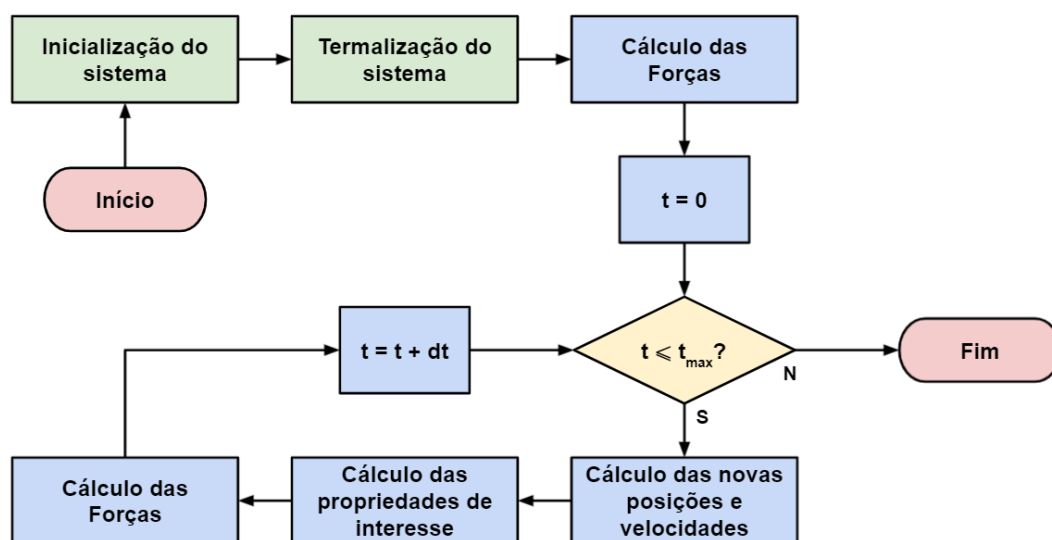 Inicialização do
sistema
Termalização do
sistema
Cálculo das
Forças
Início
t = 0
t = t + dt
t ⩽ tmax?
N
Fim
S
Cálculo das
Forças
Cálculo das
propriedades de
interesse
Cálculo das novas
posições e
velocidades